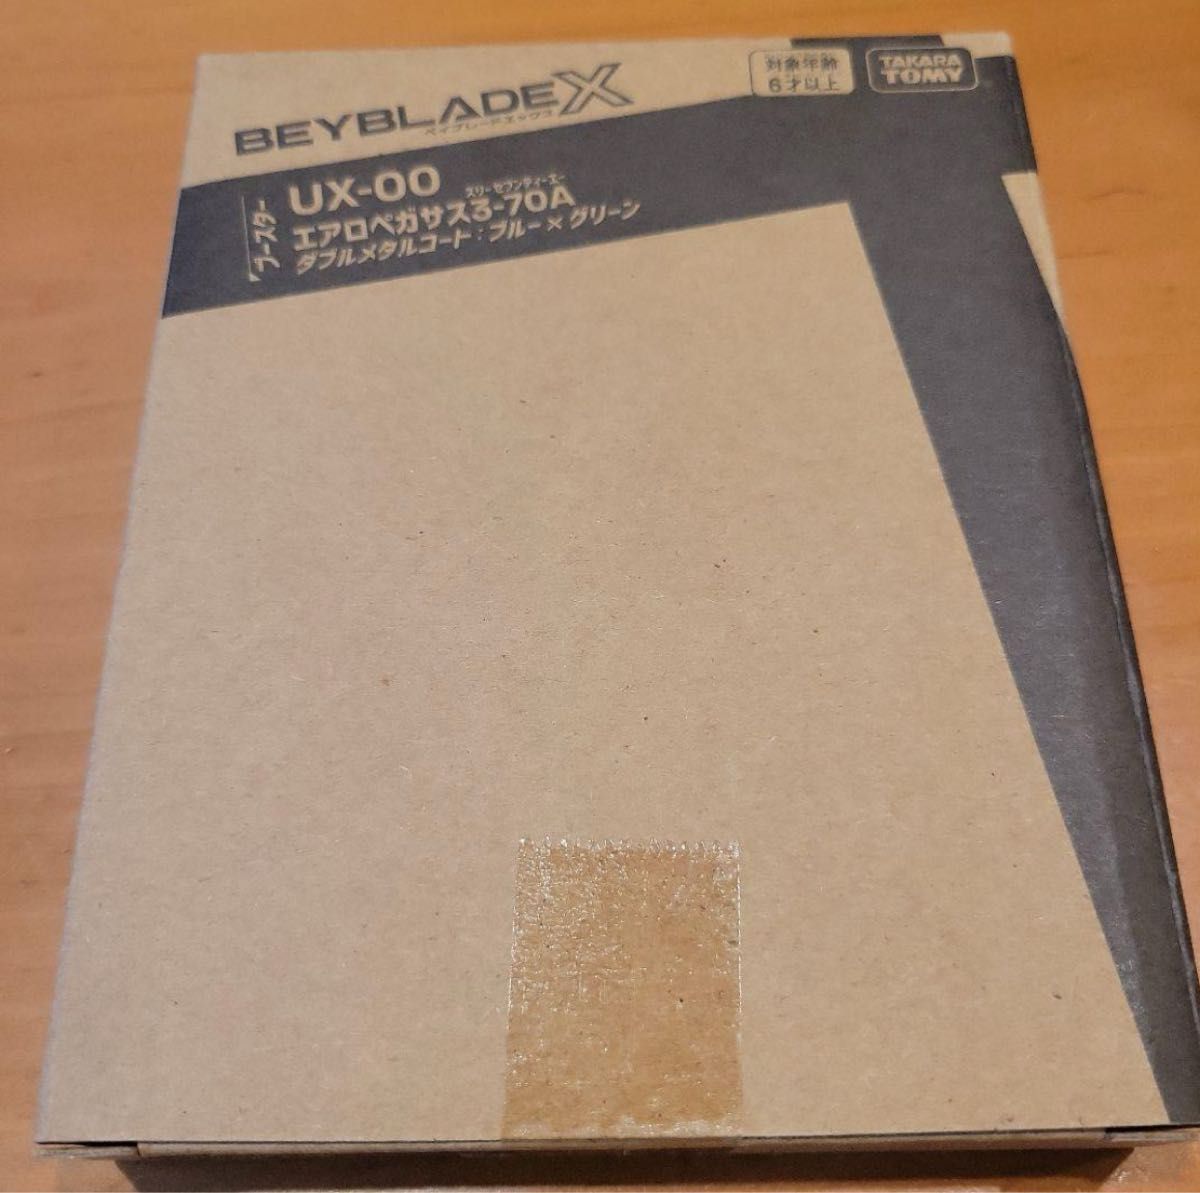 BEYBLADE X
ベイブレードエックス
対象年齢
6才以上
TAKARA
TOMY
ブースター
UX-00
スリーセブンティーエー
エアロペガサス3-70A
ダブルメタルコード:ブルー×グリーン